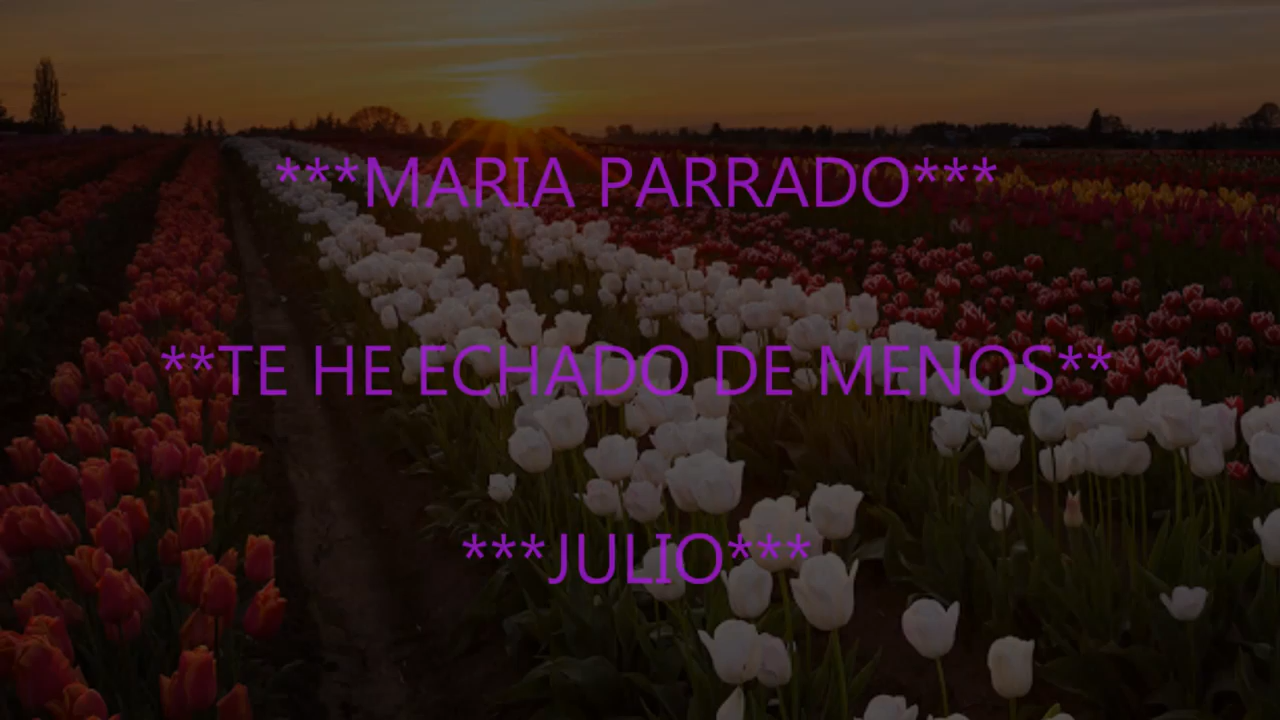 ***MARIA PARRADO***
**TE HE ECHADO DE MENOS**
***JULIO***